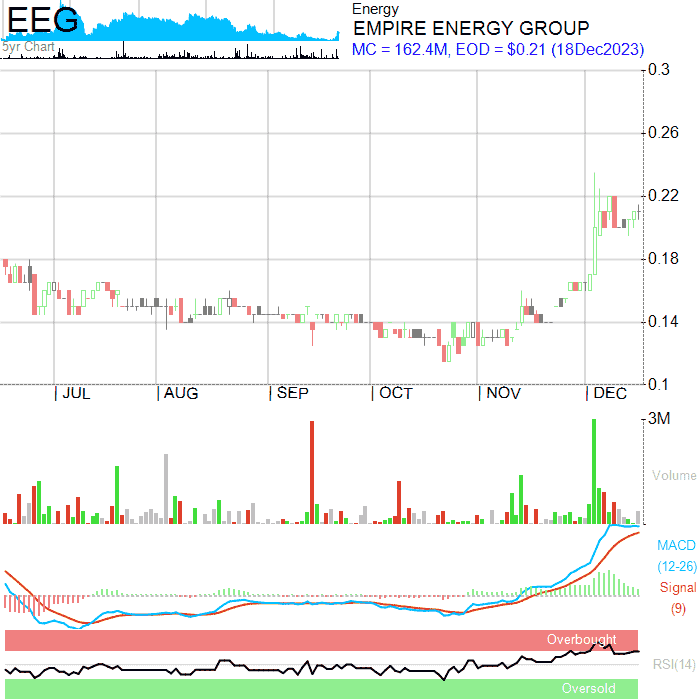 EEG
5yr Chart
Energy
EMPIRE ENERGY GROUP
MC = 162.4M, EOD = $0.21 (18Dec2023)
0.3
0.26
0.22
0.18
0.14
0.1
JUL AUG SEP OCT NOV DEC
3M
Volume
MACD
(12-26)
Signal
(9)
Overbought
RSI(14)
Oversold